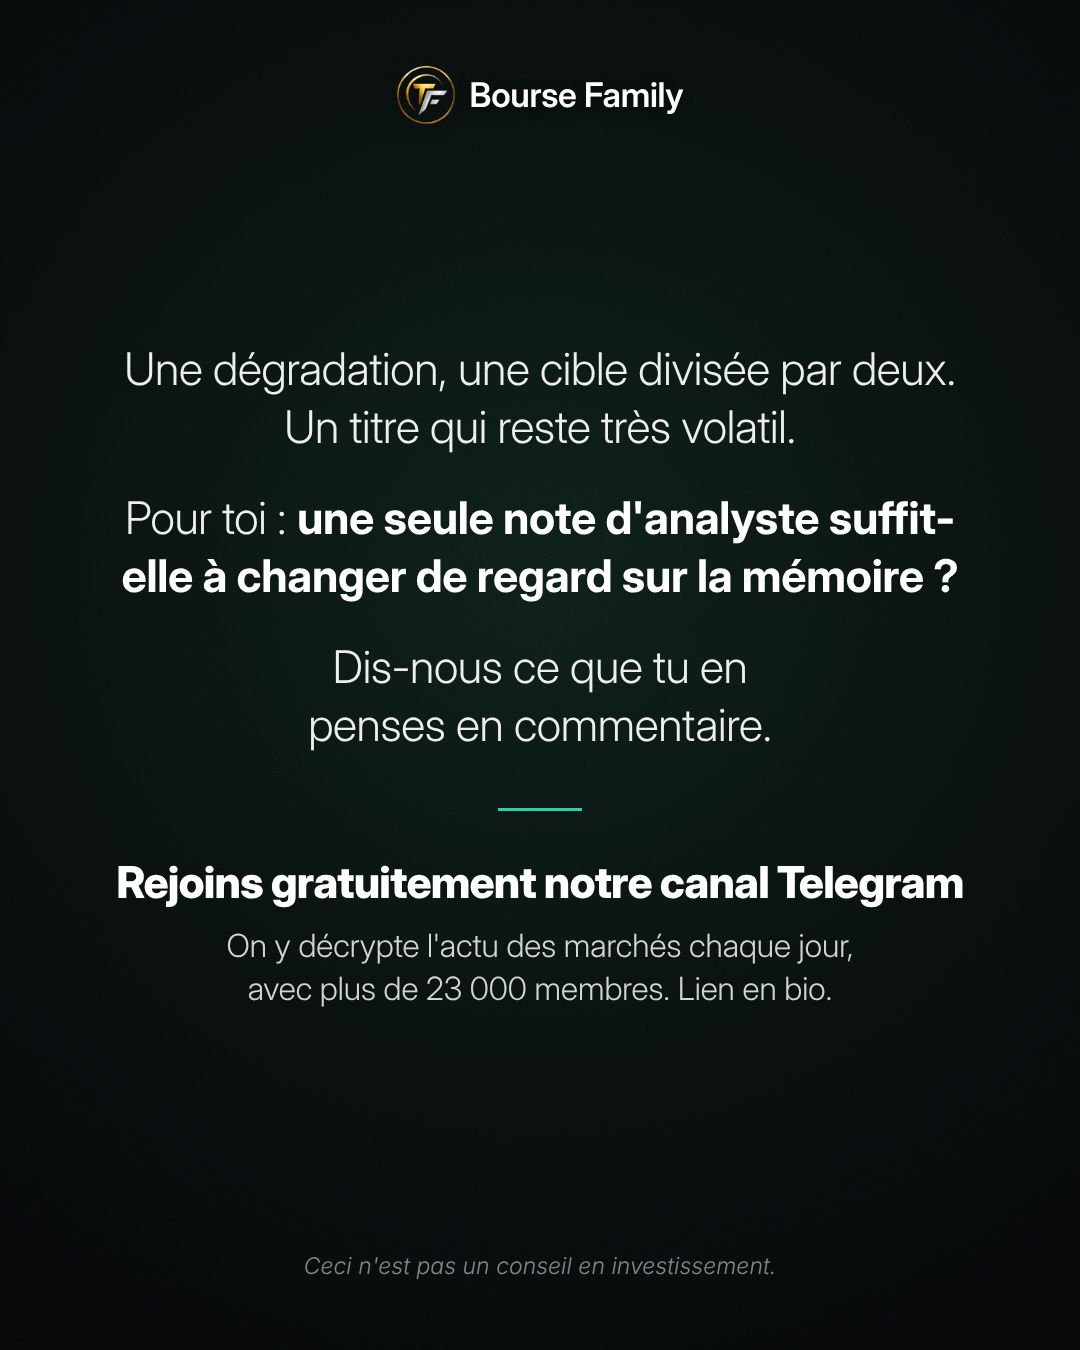 TF Bourse Family
Une dégradation, une cible divisée par deux.
Un titre qui reste très volatil.
Pour toi : une seule note d'analyste suffit-
elle à changer de regard sur la mémoire ?
Dis-nous ce que tu en
penses en commentaire.
Rejoins gratuitement notre canal Telegram
On y décrypte l'actu des marchés chaque jour,
avec plus de 23 000 membres. Lien en bio.
Ceci n'est pas un conseil en investissement.